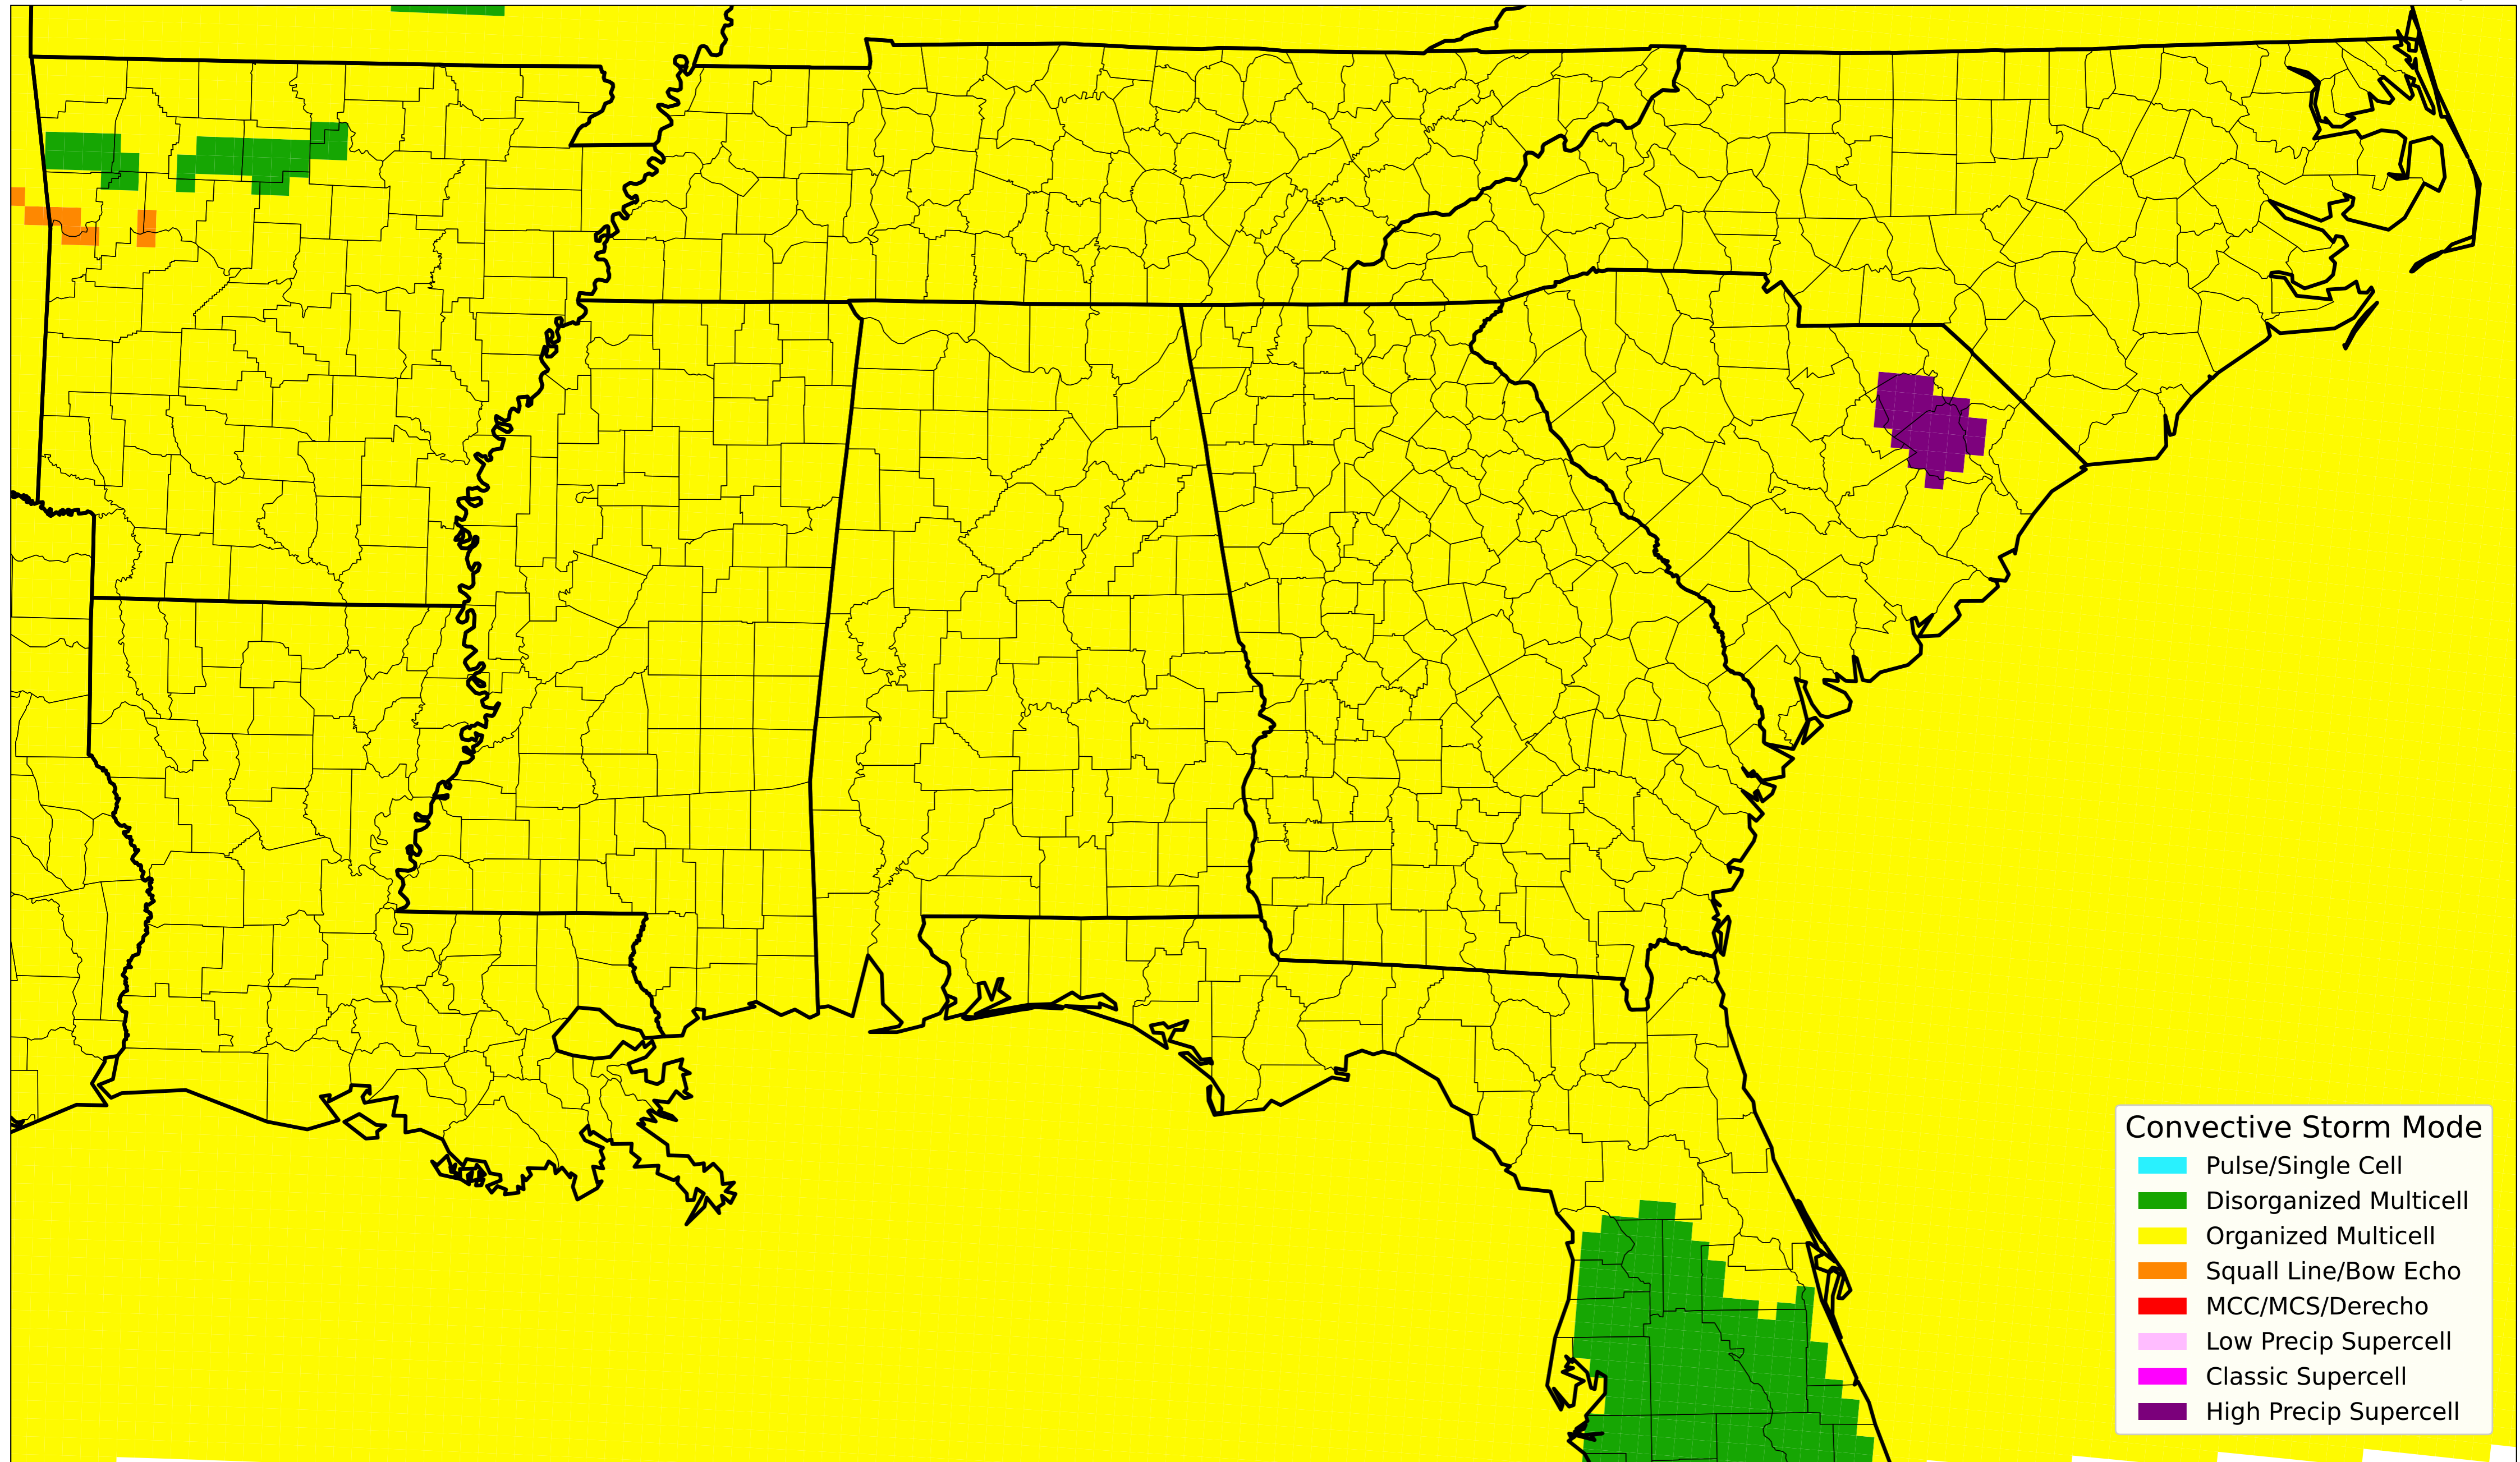 Convective Storm Mode
Pulse/Single Cell
Disorganized Multicell
Organized Multicell
Squall Line/Bow Echo
MCC/MCS/Derecho
Low Precip Supercell
Classic Supercell
High Precip Supercell